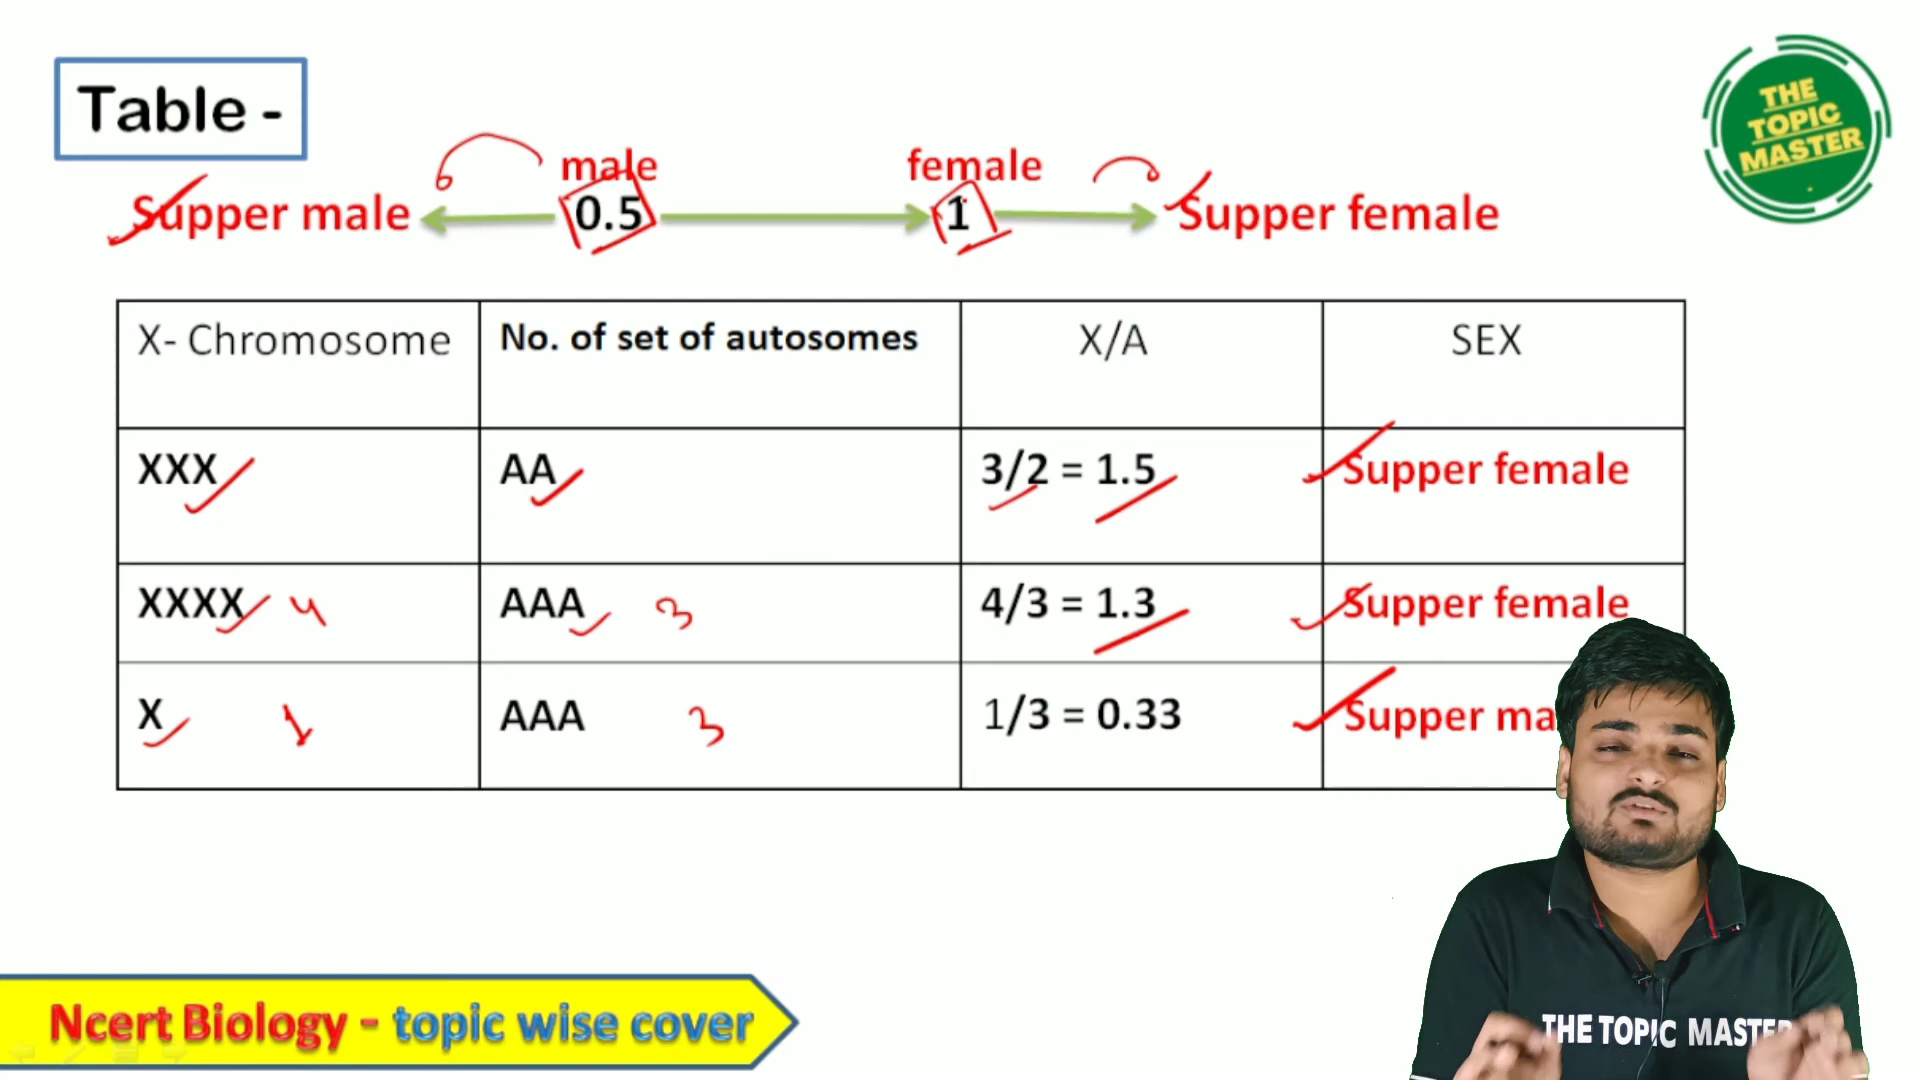 Table -
THE
TOPIC
MASTER
male
female
Supper male
0.5
1
Supper female
X- Chromosome
No. of set of autosomes
X/A
SEX
XXX
AA
3/2 = 1.5
Supper female
XXXX 4
AAA 3
4/3 = 1.3
Supper female
X 1
AAA 3
1/3 = 0.33
Supper ma
THE TOPIC MASTER
Ncert Biology - topic wise cover